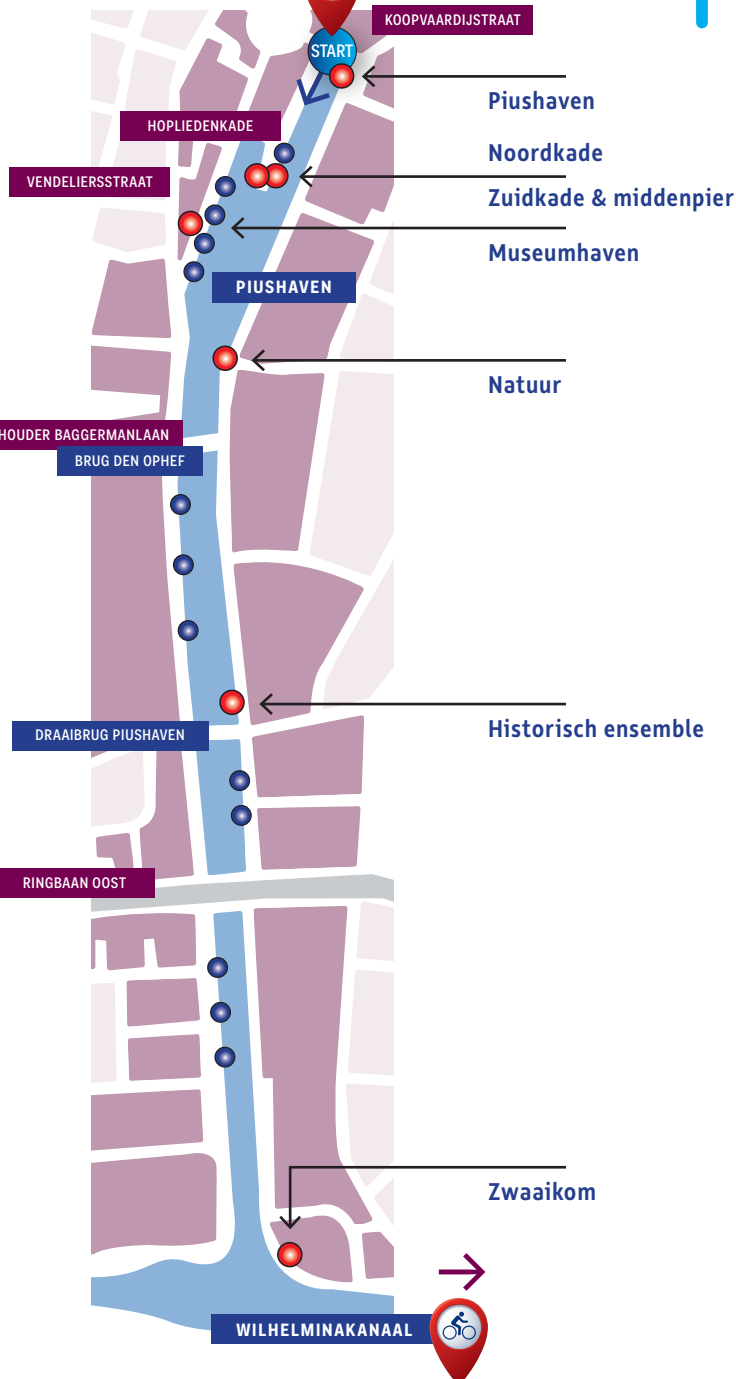 KOOPVAARDIJSTRAAT
START
Piushaven
HOPLIEDENKADE
Noordkade
VENDELIERSSTRAAT
Zuidkade & middenpier
Museumhaven
PIUSHAVEN
Natuur
HOUDER BAGGERMANLAAN
BRUG DEN OPHEF
Historisch ensemble
DRAAIBRUG PIUSHAVEN
RINGBAAN OOST
Zwaaikom
WILHELMINAKANAAL